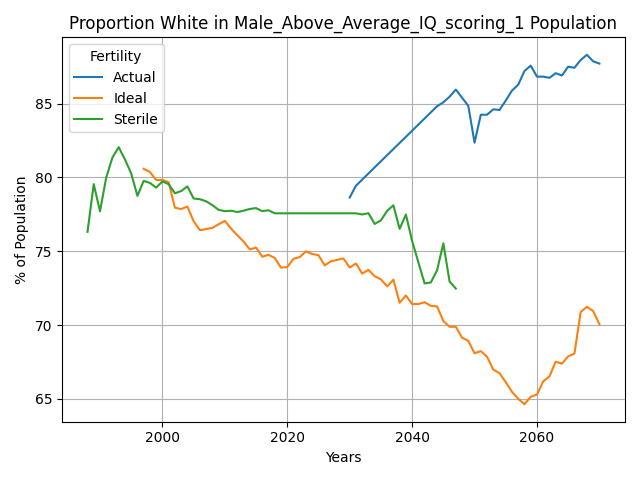 Proportion White in Male_Above_Average_IQ_scoring_1 Population
Fertility
Actual
Ideal
Sterile
85
80
75
70
65
% of Population
2000
2020
2040
2060
Years